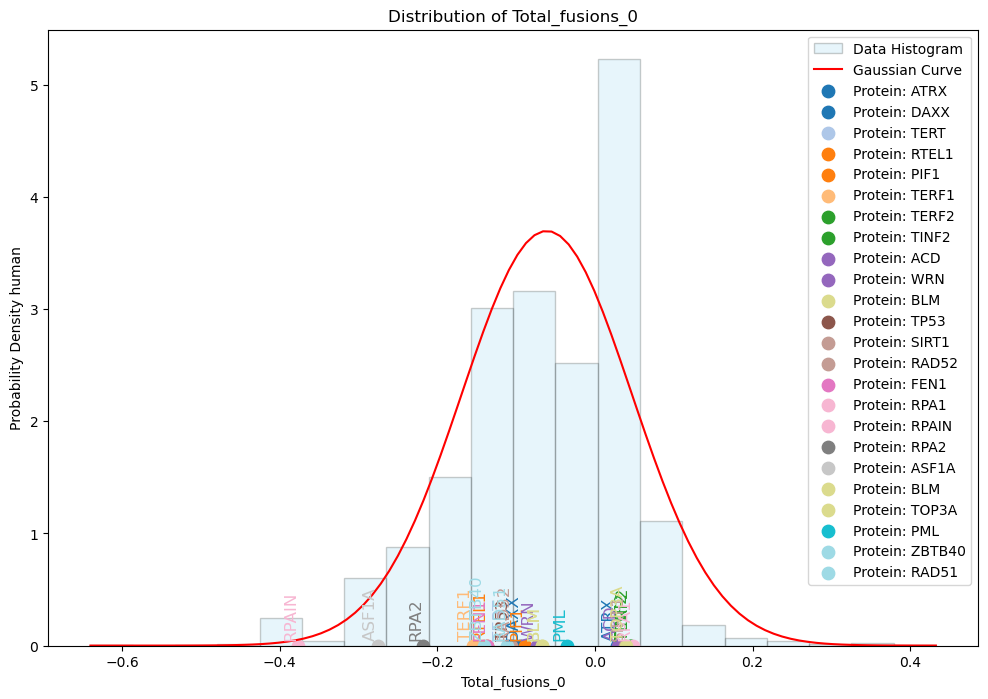 Distribution of Total_fusions_0
Probability Density human
5
4
3
2
1
0
Data Histogram
Gaussian Curve
Protein: ATRX
Protein: DAXX
Protein: TERT
Protein: RTEL1
Protein: PIF1
Protein: TERF1
Protein: TERF2
Protein: TINF2
Protein: ACD
Protein: WRN
Protein: BLM
Protein: TP53
Protein: SIRT1
Protein: RAD52
Protein: FEN1
Protein: RPA1
Protein: RPAIN
Protein: RPA2
Protein: ASF1A
Protein: BLM
Protein: TOP3A
Protein: PML
Protein: ZBTB40
Protein: RAD51
RPAIN
ASF1A
RPA2
TERF1
DAXX
WRN
BLM
PML
ATRX
−0.6
−0.4
−0.2
0.0
0.2
0.4
Total_fusions_0